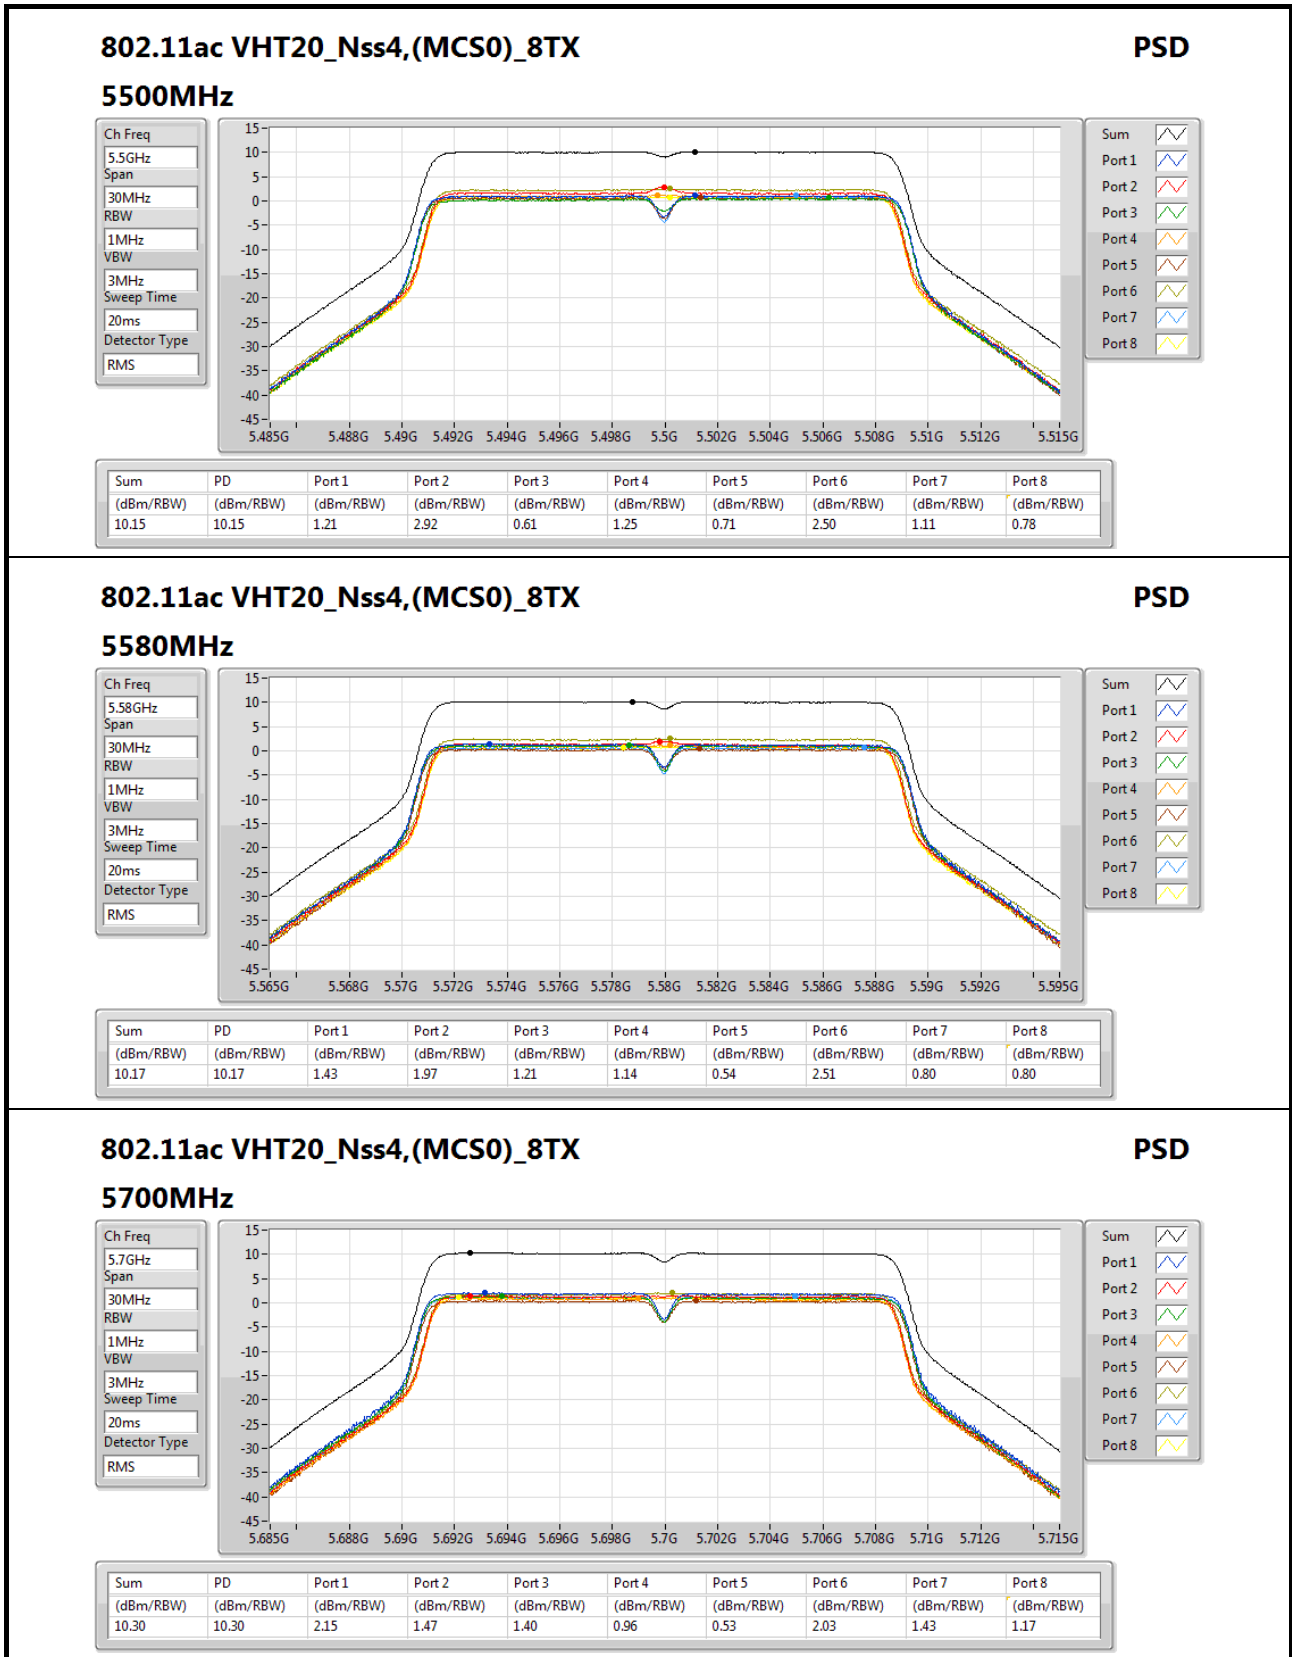 802.11ac VHT20_Nss4,(MCS0)_8TX PSD
5500MHz
Ch Freq
5.5GHz
Span
30MHz
RBW
1MHz
VBW
3MHz
Sweep Time
20ms
Detector Type
RMS
15
10
5
0
-5
-10
-15
-20
-25
-30
-35
-40
-45
5.485G 5.488G 5.49G 5.492G 5.494G 5.496G 5.498G 5.5G 5.502G 5.504G 5.506G 5.508G 5.51G 5.512G 5.515G
Sum
Port 1
Port 2
Port 3
Port 4
Port 5
Port 6
Port 7
Port 8
Sum PD Port 1 Port 2 Port 3 Port 4 Port 5 Port 6 Port 7 Port 8
(dBm/RBW) (dBm/RBW) (dBm/RBW) (dBm/RBW) (dBm/RBW) (dBm/RBW) (dBm/RBW) (dBm/RBW) (dBm/RBW) (dBm/RBW)
10.15 10.15 1.21 2.92 0.61 1.25 0.71 2.50 1.11 0.78
802.11ac VHT20_Nss4,(MCS0)_8TX PSD
5580MHz
Ch Freq
5.58GHz
Span
30MHz
RBW
1MHz
VBW
3MHz
Sweep Time
20ms
Detector Type
RMS
15
10
5
0
-5
-10
-15
-20
-25
-30
-35
-40
-45
5.565G 5.568G 5.57G 5.572G 5.574G 5.576G 5.578G 5.58G 5.582G 5.584G 5.586G 5.588G 5.59G 5.592G 5.595G
Sum
Port 1
Port 2
Port 3
Port 4
Port 5
Port 6
Port 7
Port 8
Sum PD Port 1 Port 2 Port 3 Port 4 Port 5 Port 6 Port 7 Port 8
(dBm/RBW) (dBm/RBW) (dBm/RBW) (dBm/RBW) (dBm/RBW) (dBm/RBW) (dBm/RBW) (dBm/RBW) (dBm/RBW) (dBm/RBW)
10.17 10.17 1.43 1.97 1.21 1.14 0.54 2.51 0.80 0.80
802.11ac VHT20_Nss4,(MCS0)_8TX PSD
5700MHz
Ch Freq
5.7GHz
Span
30MHz
RBW
1MHz
VBW
3MHz
Sweep Time
20ms
Detector Type
RMS
15
10
5
0
-5
-10
-15
-20
-25
-30
-35
-40
-45
5.685G 5.688G 5.69G 5.692G 5.694G 5.696G 5.698G 5.7G 5.702G 5.704G 5.706G 5.708G 5.71G 5.712G 5.715G
Sum
Port 1
Port 2
Port 3
Port 4
Port 5
Port 6
Port 7
Port 8
Sum PD Port 1 Port 2 Port 3 Port 4 Port 5 Port 6 Port 7 Port 8
(dBm/RBW) (dBm/RBW) (dBm/RBW) (dBm/RBW) (dBm/RBW) (dBm/RBW) (dBm/RBW) (dBm/RBW) (dBm/RBW) (dBm/RBW)
10.30 10.30 2.15 1.47 1.40 0.96 0.53 2.03 1.43 1.17